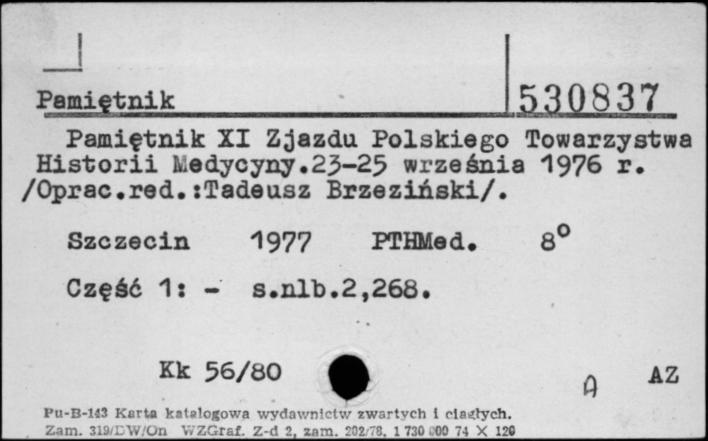 Pamiętnik
530837
Pamiętnik XI Zjazdu Polskiego Towarzystwa
Historii Medycyny.23-25 września 1976 r.
/Oprac.red.:Tadeusz Brzeziński/.
Szczecin 1977 PTHMed. 8°
Część 1: - s.nlb.2,268.
Kk 56/80
A AZ
Pu-B-143 Karta katalogowa wydawnictw zwartych i ciągłych.
Zam. 319/DW/On WZGraf. Z-d 2, zam. 202/78, 1 730 000 74 X 120